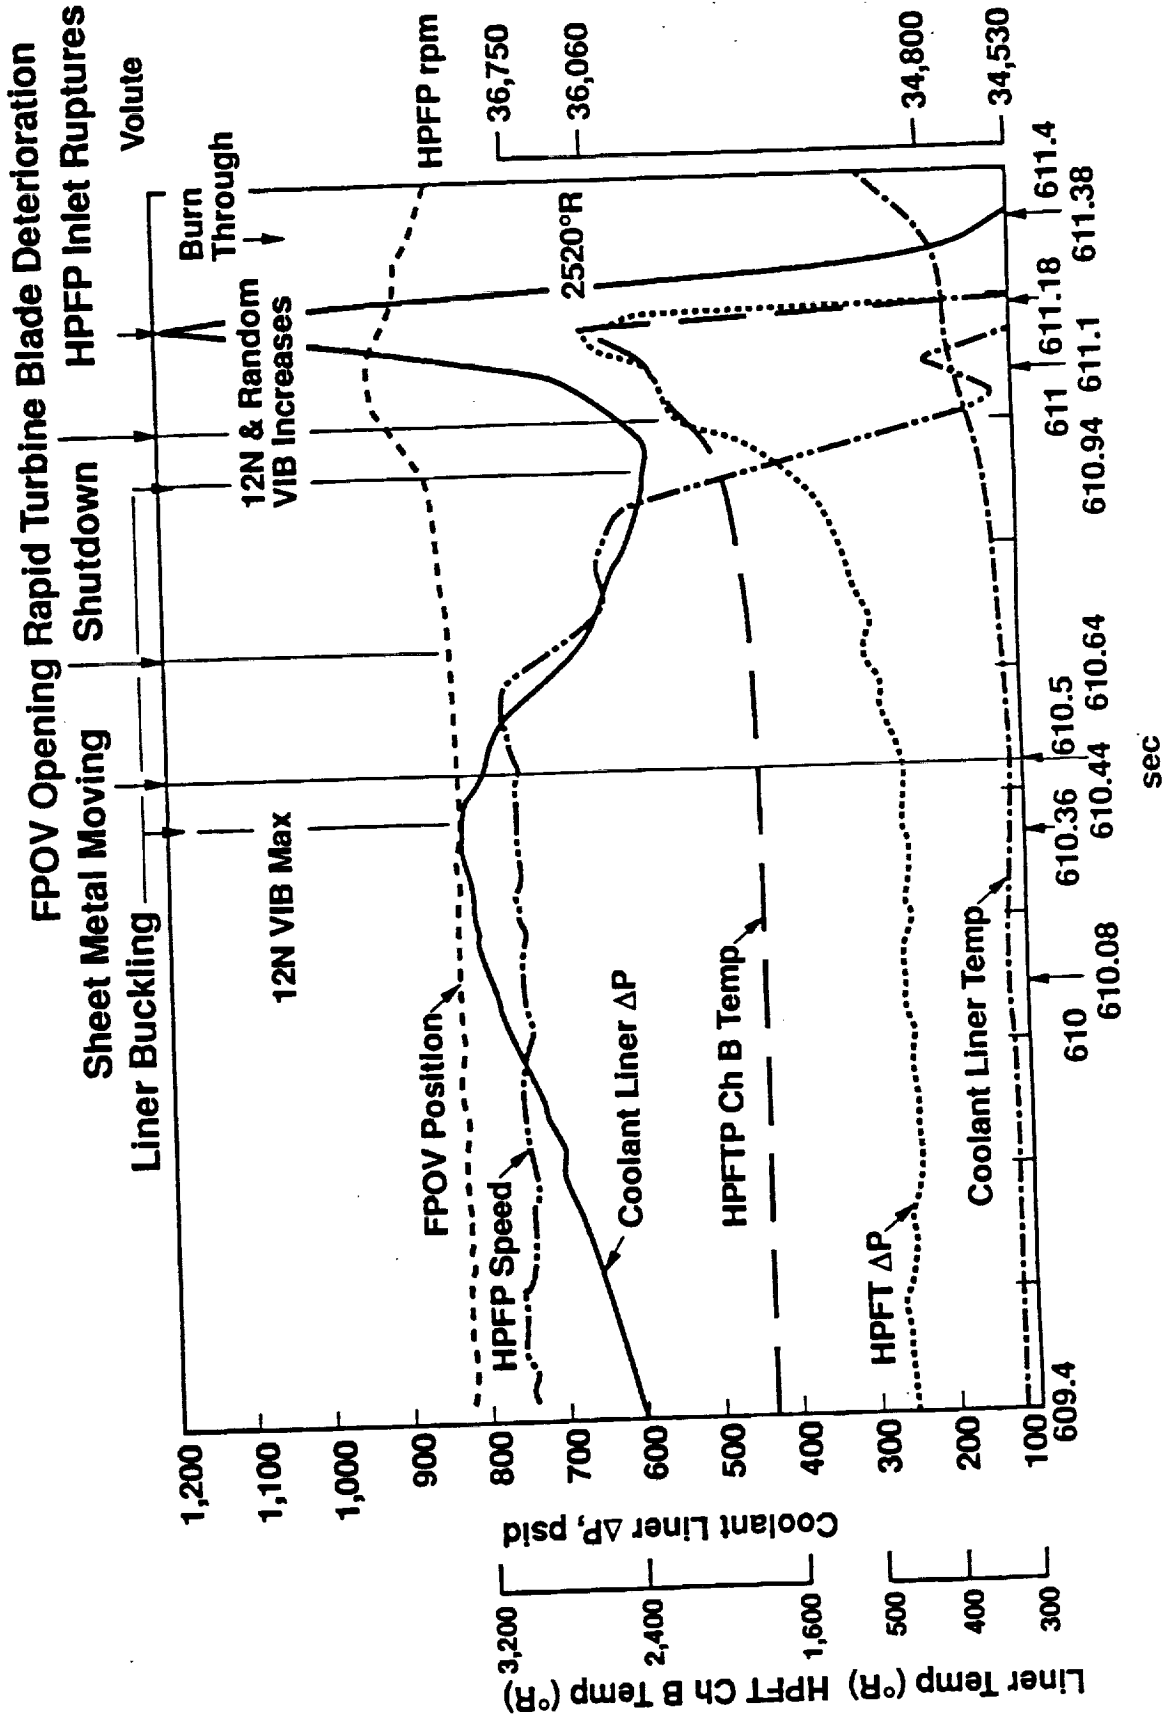 FPOV Opening Rapid Turbine Blade Deterioration
Sheet Metal Moving
Shutdown
HPFP Inlet Ruptures
Liner Buckling
Volute
12N VIB Max
12N & Random
VIB Increases
Burn
Through
FPOV Position
HPFP Speed
Coolant Liner ΔP
HPFTP Ch B Temp
HPFT ΔP
Coolant Liner Temp
2520°R
HPFP rpm
36,750
36,060
34,800
34,530
1,200
1,100
1,000
900
800
700
600
500
400
300
200
100
Coolant Liner ΔP, psid
3,200
2,400
1,600
HPFT Ch B Temp (°R)
500
400
300
Liner Temp (°R)
609.4
610
610.08
610.36
610.44
610.5
610.64
610.94
611
611.1
611.18
611.38
611.4
sec